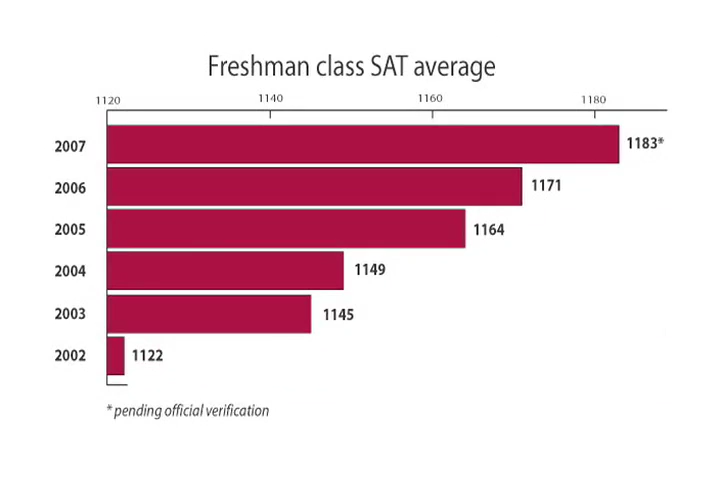 Freshman class SAT average
1120 1140 1160 1180
2007 1183*
2006 1171
2005 1164
2004 1149
2003 1145
2002 1122
* pending official verification